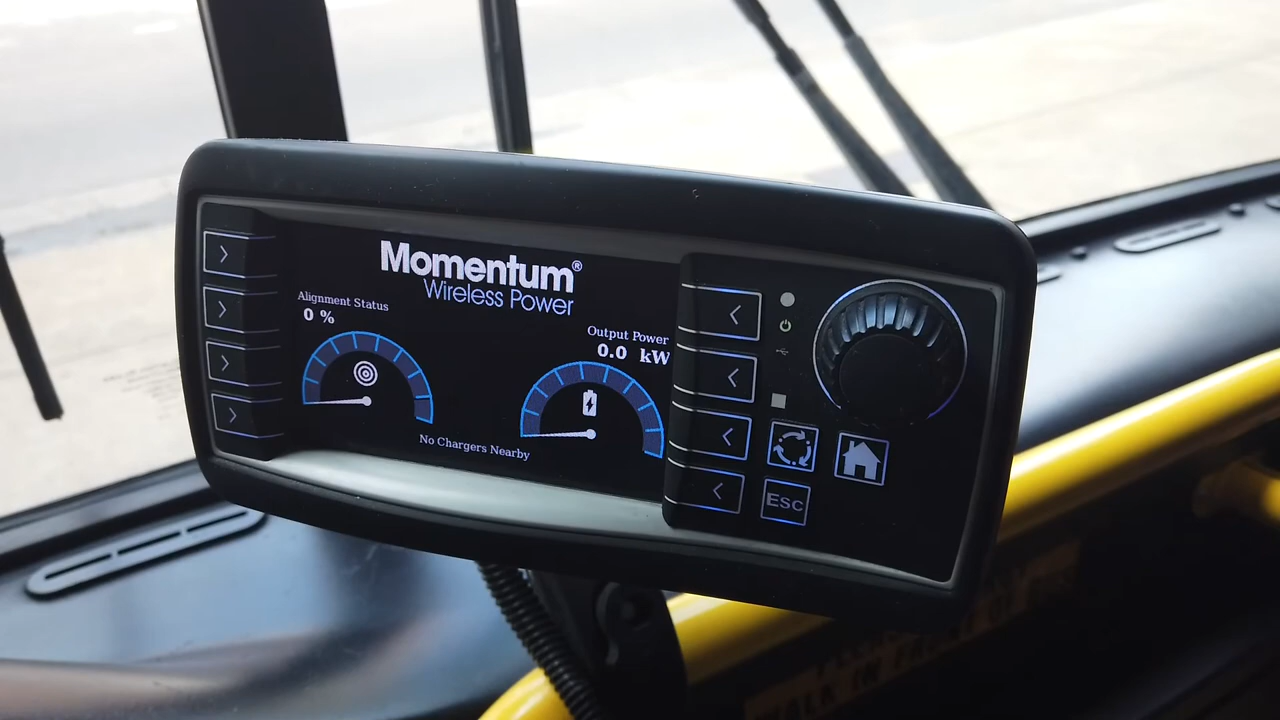 Momentum®
Wireless Power
Alignment Status
0 %
Output Power
0.0 kW
No Chargers Nearby
ESC